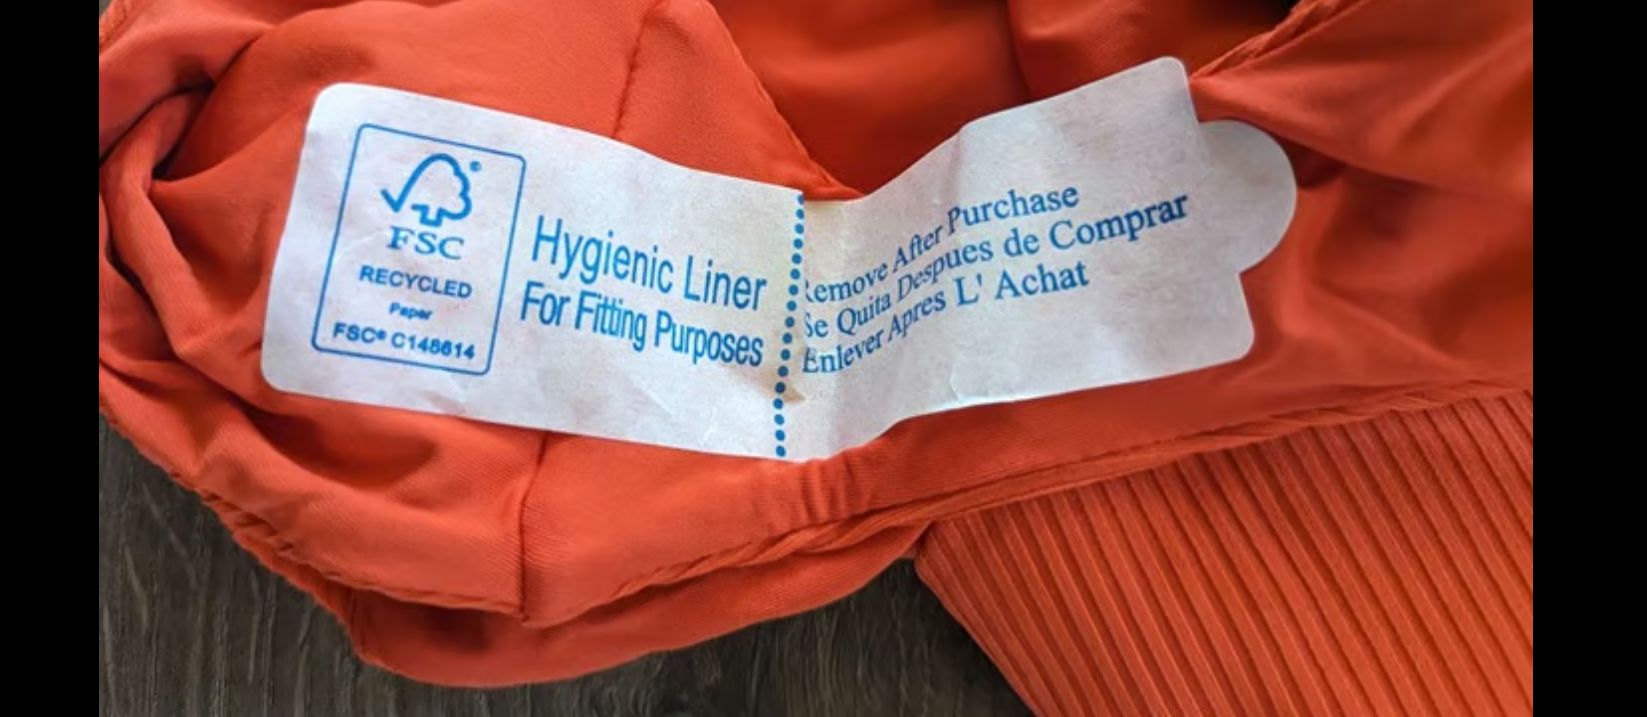 ®
FSC
RECYCLED
Paper
FSC® C148614
Hygienic Liner
For Fitting Purposes
Remove After Purchase
Se Quita Despues de Comprar
Enlever Apres L' Achat